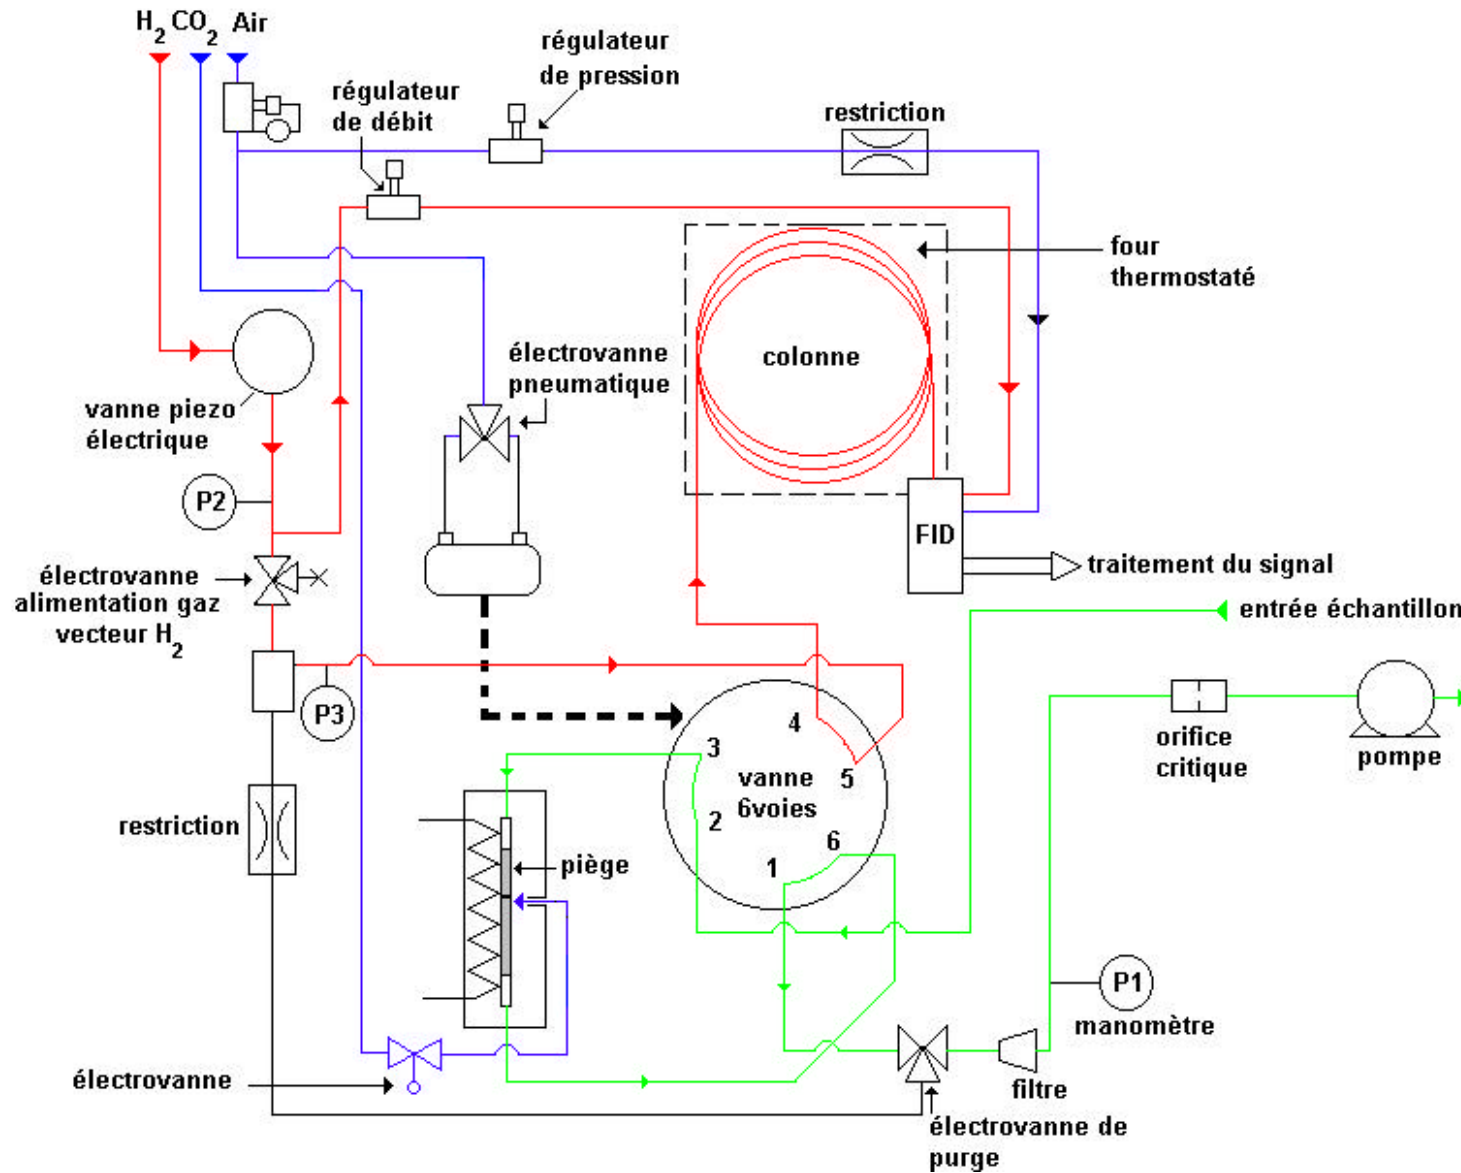 H2 CO2 Air
régulateur
de pression
régulateur
de débit
restriction
four
thermostaté
colonne
électrovanne
pneumatique
vanne piezo
électrique
P2
FID
traitement du signal
électrovanne
alimentation gaz
vecteur H2
entrée échantillon
P3
4
3
5
vanne
6voies
2
6
1
orifice
critique
pompe
restriction
piège
P1
manomètre
électrovanne
filtre
électrovanne de
purge